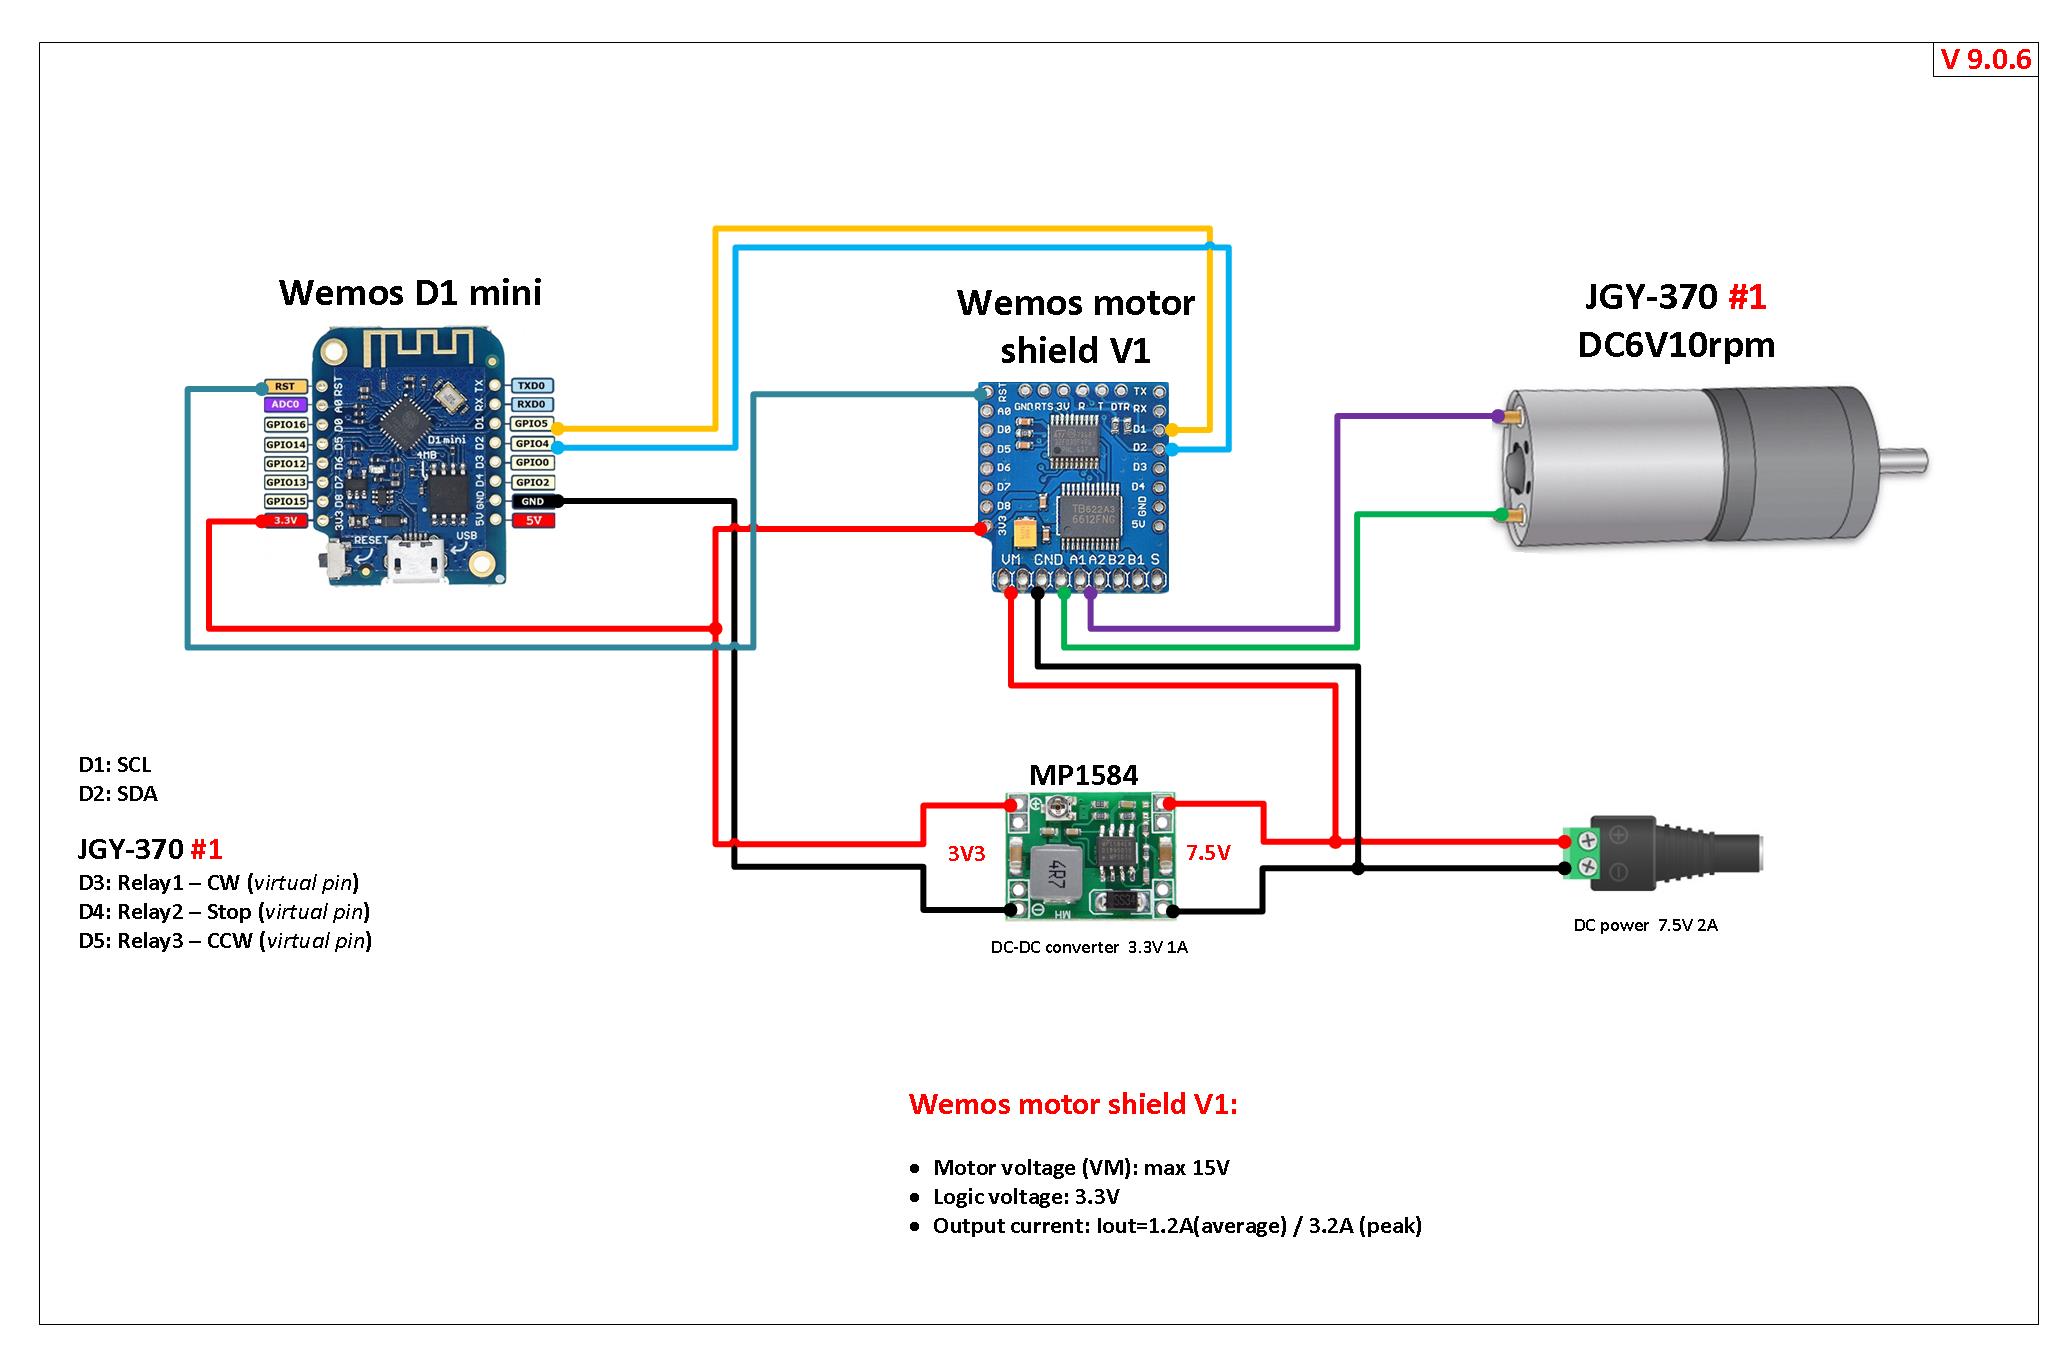 V 9.0.6
Wemos D1 mini
Wemos motor
shield V1
JGY-370 #1
DC6V10rpm
RST
ADC0
GPIO16
GPIO14
GPIO12
GPIO13
GPIO15
3.3V
RST
A0
D0
D5
D6
D7
D8
3V3
D1 mini
4MB
RESET
USB
TX
RX
D1
D2
D3
D4
GND
5V
TXD0
RXD0
GPIO5
GPIO4
GPIO0
GPIO2
GND
5V
RST
A0
D0
D5
D6
D7
D8
3V3
GND RTS 3V R T DTR
TX
RX
D1
D2
D3
D4
GND
5V
TB622A3
6612FNG
VM GND A1 A2 B2 B1 S
D1: SCL
D2: SDA
JGY-370 #1
D3: Relay1 – CW (virtual pin)
D4: Relay2 – Stop (virtual pin)
D5: Relay3 – CCW (virtual pin)
MP1584
3V3
4R7
SS34
MH
7.5V
DC-DC converter 3.3V 1A
DC power 7.5V 2A
Wemos motor shield V1:
• Motor voltage (VM): max 15V
• Logic voltage: 3.3V
• Output current: Iout=1.2A(average) / 3.2A (peak)